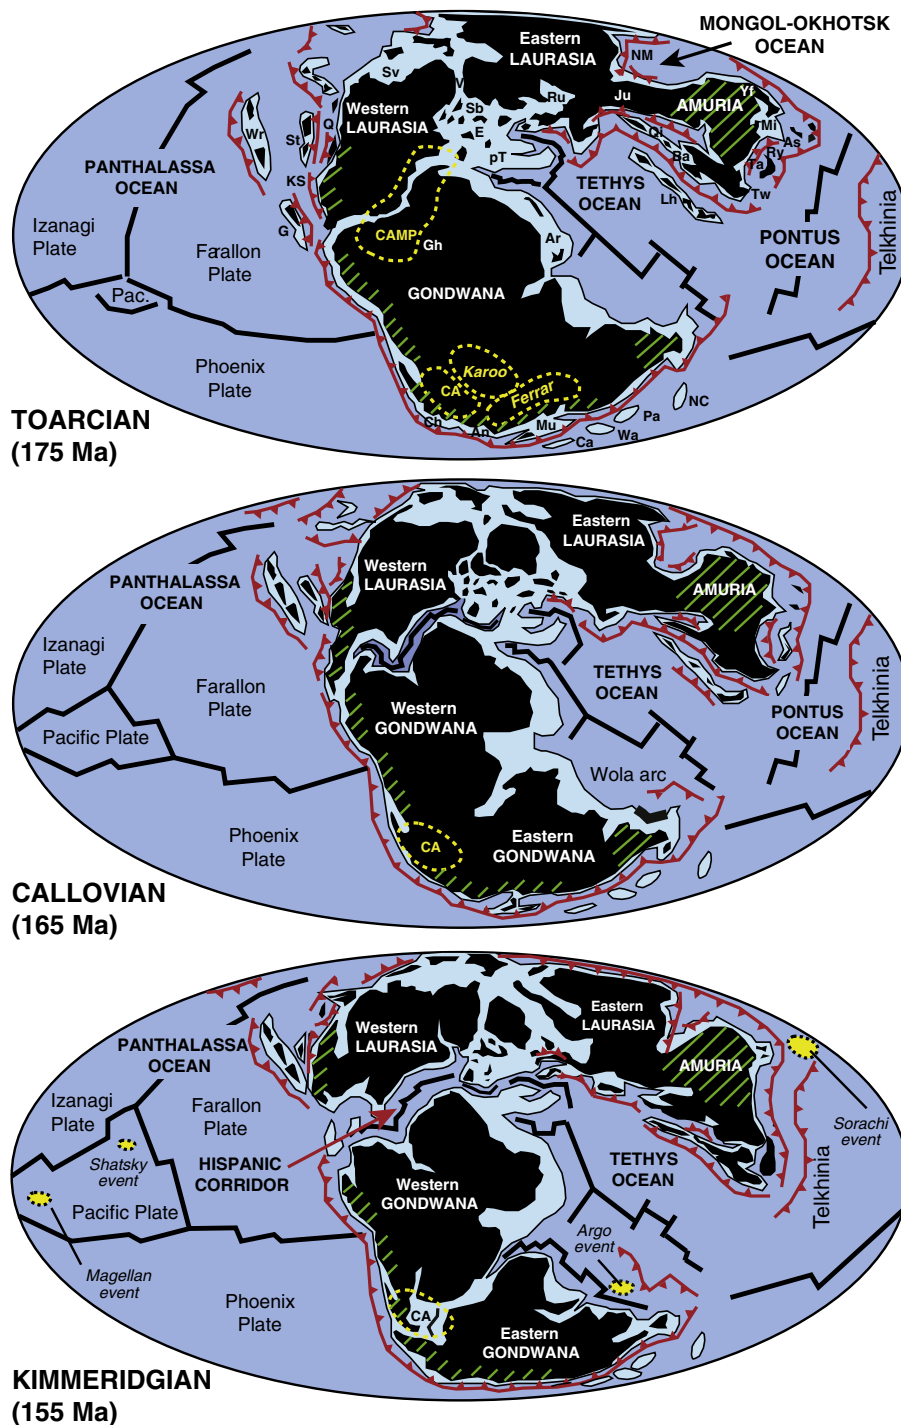 MONGOL-OKHOTSK
OCEAN
Eastern
LAURASIA
NM
Sv
V
Ju
Yf
Western
LAURASIA
AMURIA
Wr
St
Q
Sb
Ru
E
Mi
As
PANTHALASSA
OCEAN
pT
Qi
Ba
Ry
Ta
KS
TETHYS
OCEAN
Lh
Tw
Izanagi
Plate
G
CAMP
Gh
Ar
PONTUS
OCEAN
Telkhinia
Farallon
Plate
Pac.
GONDWANA
Phoenix
Plate
Karoo
CA
Ferrar
NC
TOARCIAN
(175 Ma)
Ch
An
Mu
Ca
Wa
Pa
Eastern
LAURASIA
Western
LAURASIA
PANTHALASSA
OCEAN
AMURIA
Izanagi
Plate
Farallon
Plate
TETHYS
OCEAN
Western
GONDWANA
PONTUS
OCEAN
Telkhinia
Pacific Plate
Wola arc
Phoenix
Plate
CA
Eastern
GONDWANA
CALLOVIAN
(165 Ma)
Eastern
LAURASIA
Western
LAURASIA
PANTHALASSA
OCEAN
AMURIA
Izanagi
Plate
Farallon
Plate
Sorachi
event
Shatsky
event
HISPANIC
CORRIDOR
TETHYS
OCEAN
Western
GONDWANA
Telkhinia
Pacific Plate
Argo
event
Magellan
event
Phoenix
Plate
CA
Eastern
GONDWANA
KIMMERIDGIAN
(155 Ma)